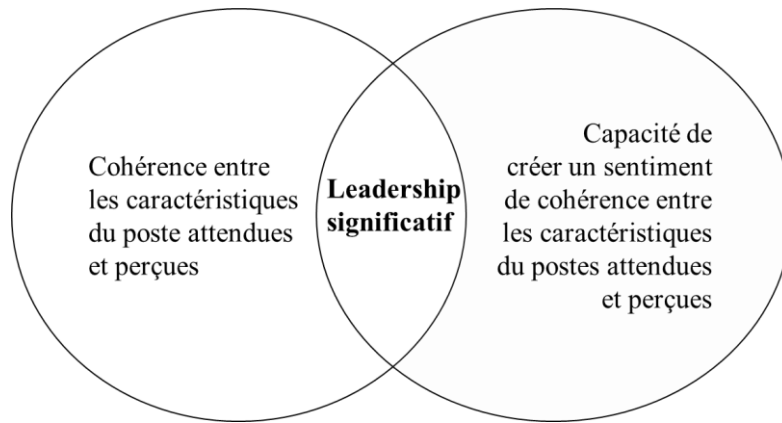 Cohérence entre
les caractéristiques
du poste attendues
et perçues
Leadership
significatif
Capacité de
créer un sentiment
de cohérence entre
les caractéristiques
du postes attendues
et perçues